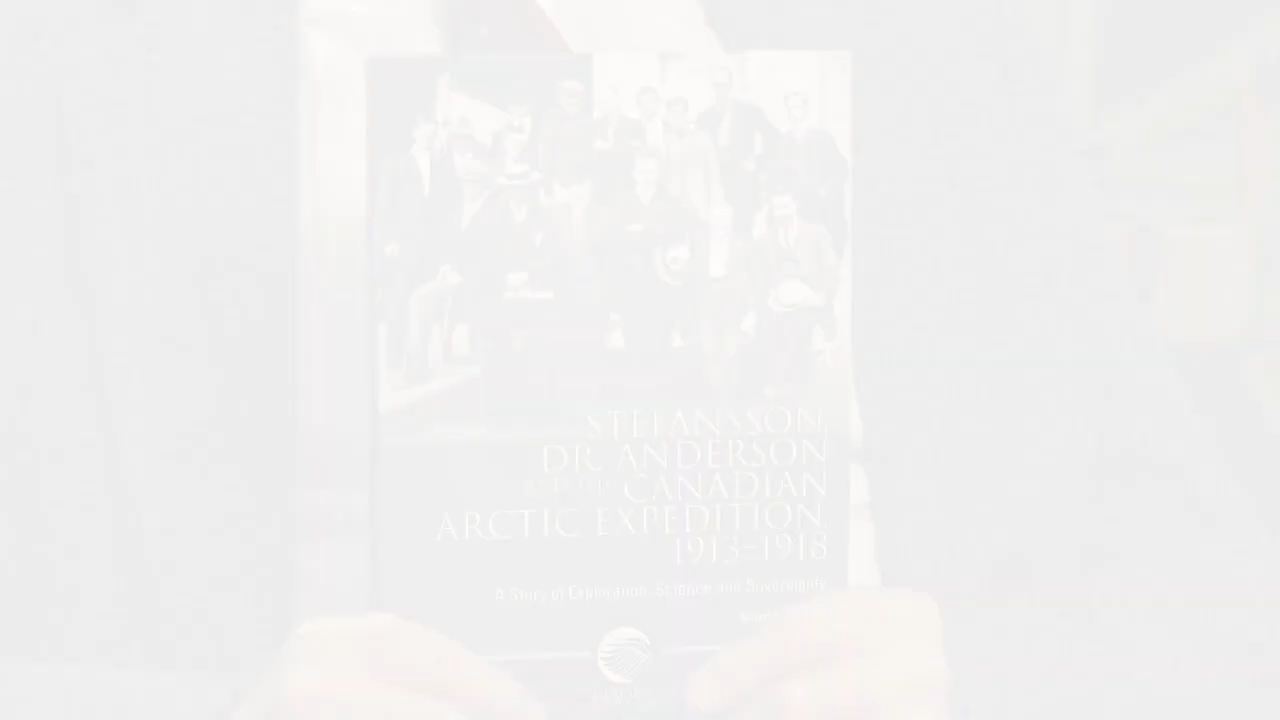 STEFANSSON,
DR. ANDERSON
CANADIAN
ARCTIC EXPEDITION,
1913–1918
A Story of Exploration, Science and Sovereignty